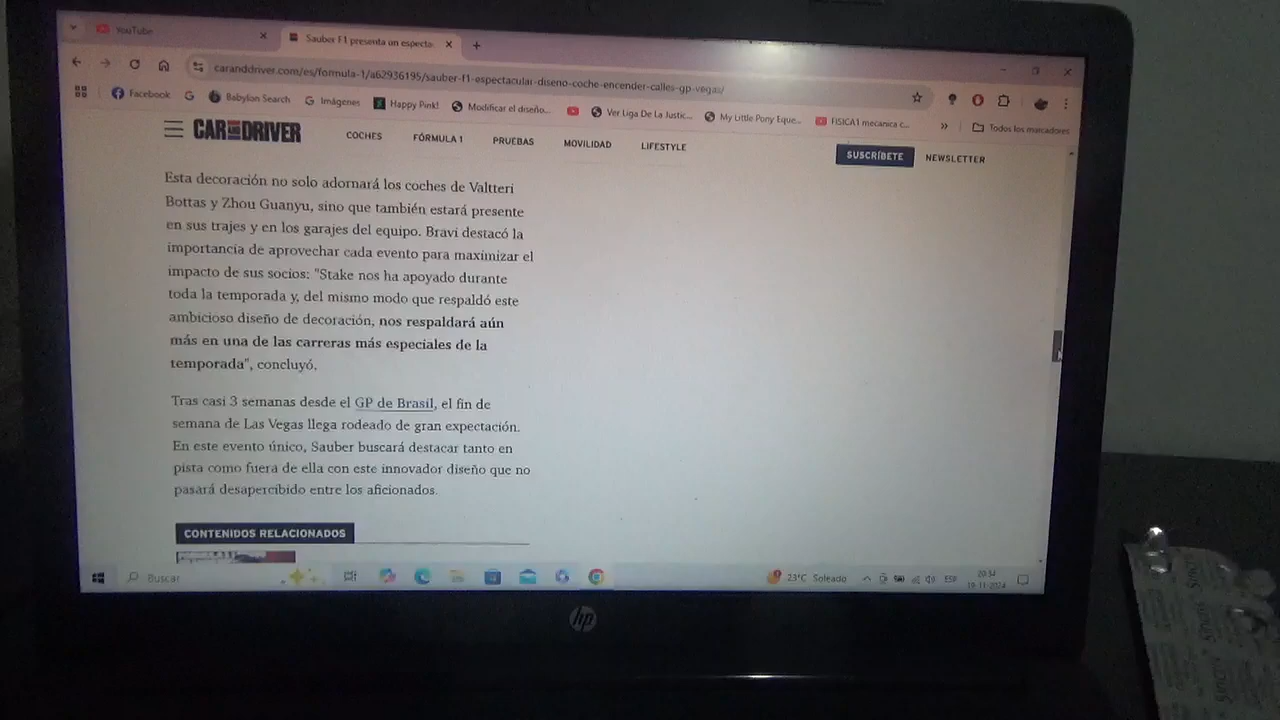 YouTube
Sauber F1 presenta un especta
caranddriver.com/es/formula-1/a62936195/sauber-f1-espectacular-diseno-coche-encender-calles-gp-vegas/
Facebook
Babylon Search
Imágenes
Happy Pink!
Modificar el diseño...
Ver Liga De La Justic...
My Little Pony Eque...
FISICA1 mecanica c...
Todos los marcadores
CAR AND DRIVER
COCHES
FÓRMULA 1
PRUEBAS
MOVILIDAD
LIFESTYLE
SUSCRÍBETE
NEWSLETTER
Esta decoración no solo adornará los coches de Valtteri
Bottas y Zhou Guanyu, sino que también estará presente
en sus trajes y en los garajes del equipo. Bravi destacó la
importancia de aprovechar cada evento para maximizar el
impacto de sus socios: "Stake nos ha apoyado durante
toda la temporada y, del mismo modo que respaldó este
ambicioso diseño de decoración, nos respaldará aún
más en una de las carreras más especiales de la
temporada", concluyó.
Tras casi 3 semanas desde el GP de Brasil, el fin de
semana de Las Vegas llega rodeado de gran expectación.
En este evento único, Sauber buscará destacar tanto en
pista como fuera de ella con este innovador diseño que no
pasará desapercibido entre los aficionados.
CONTENIDOS RELACIONADOS
Buscar
23°C Soleado
ESP
20:34
19-11-2024
hp